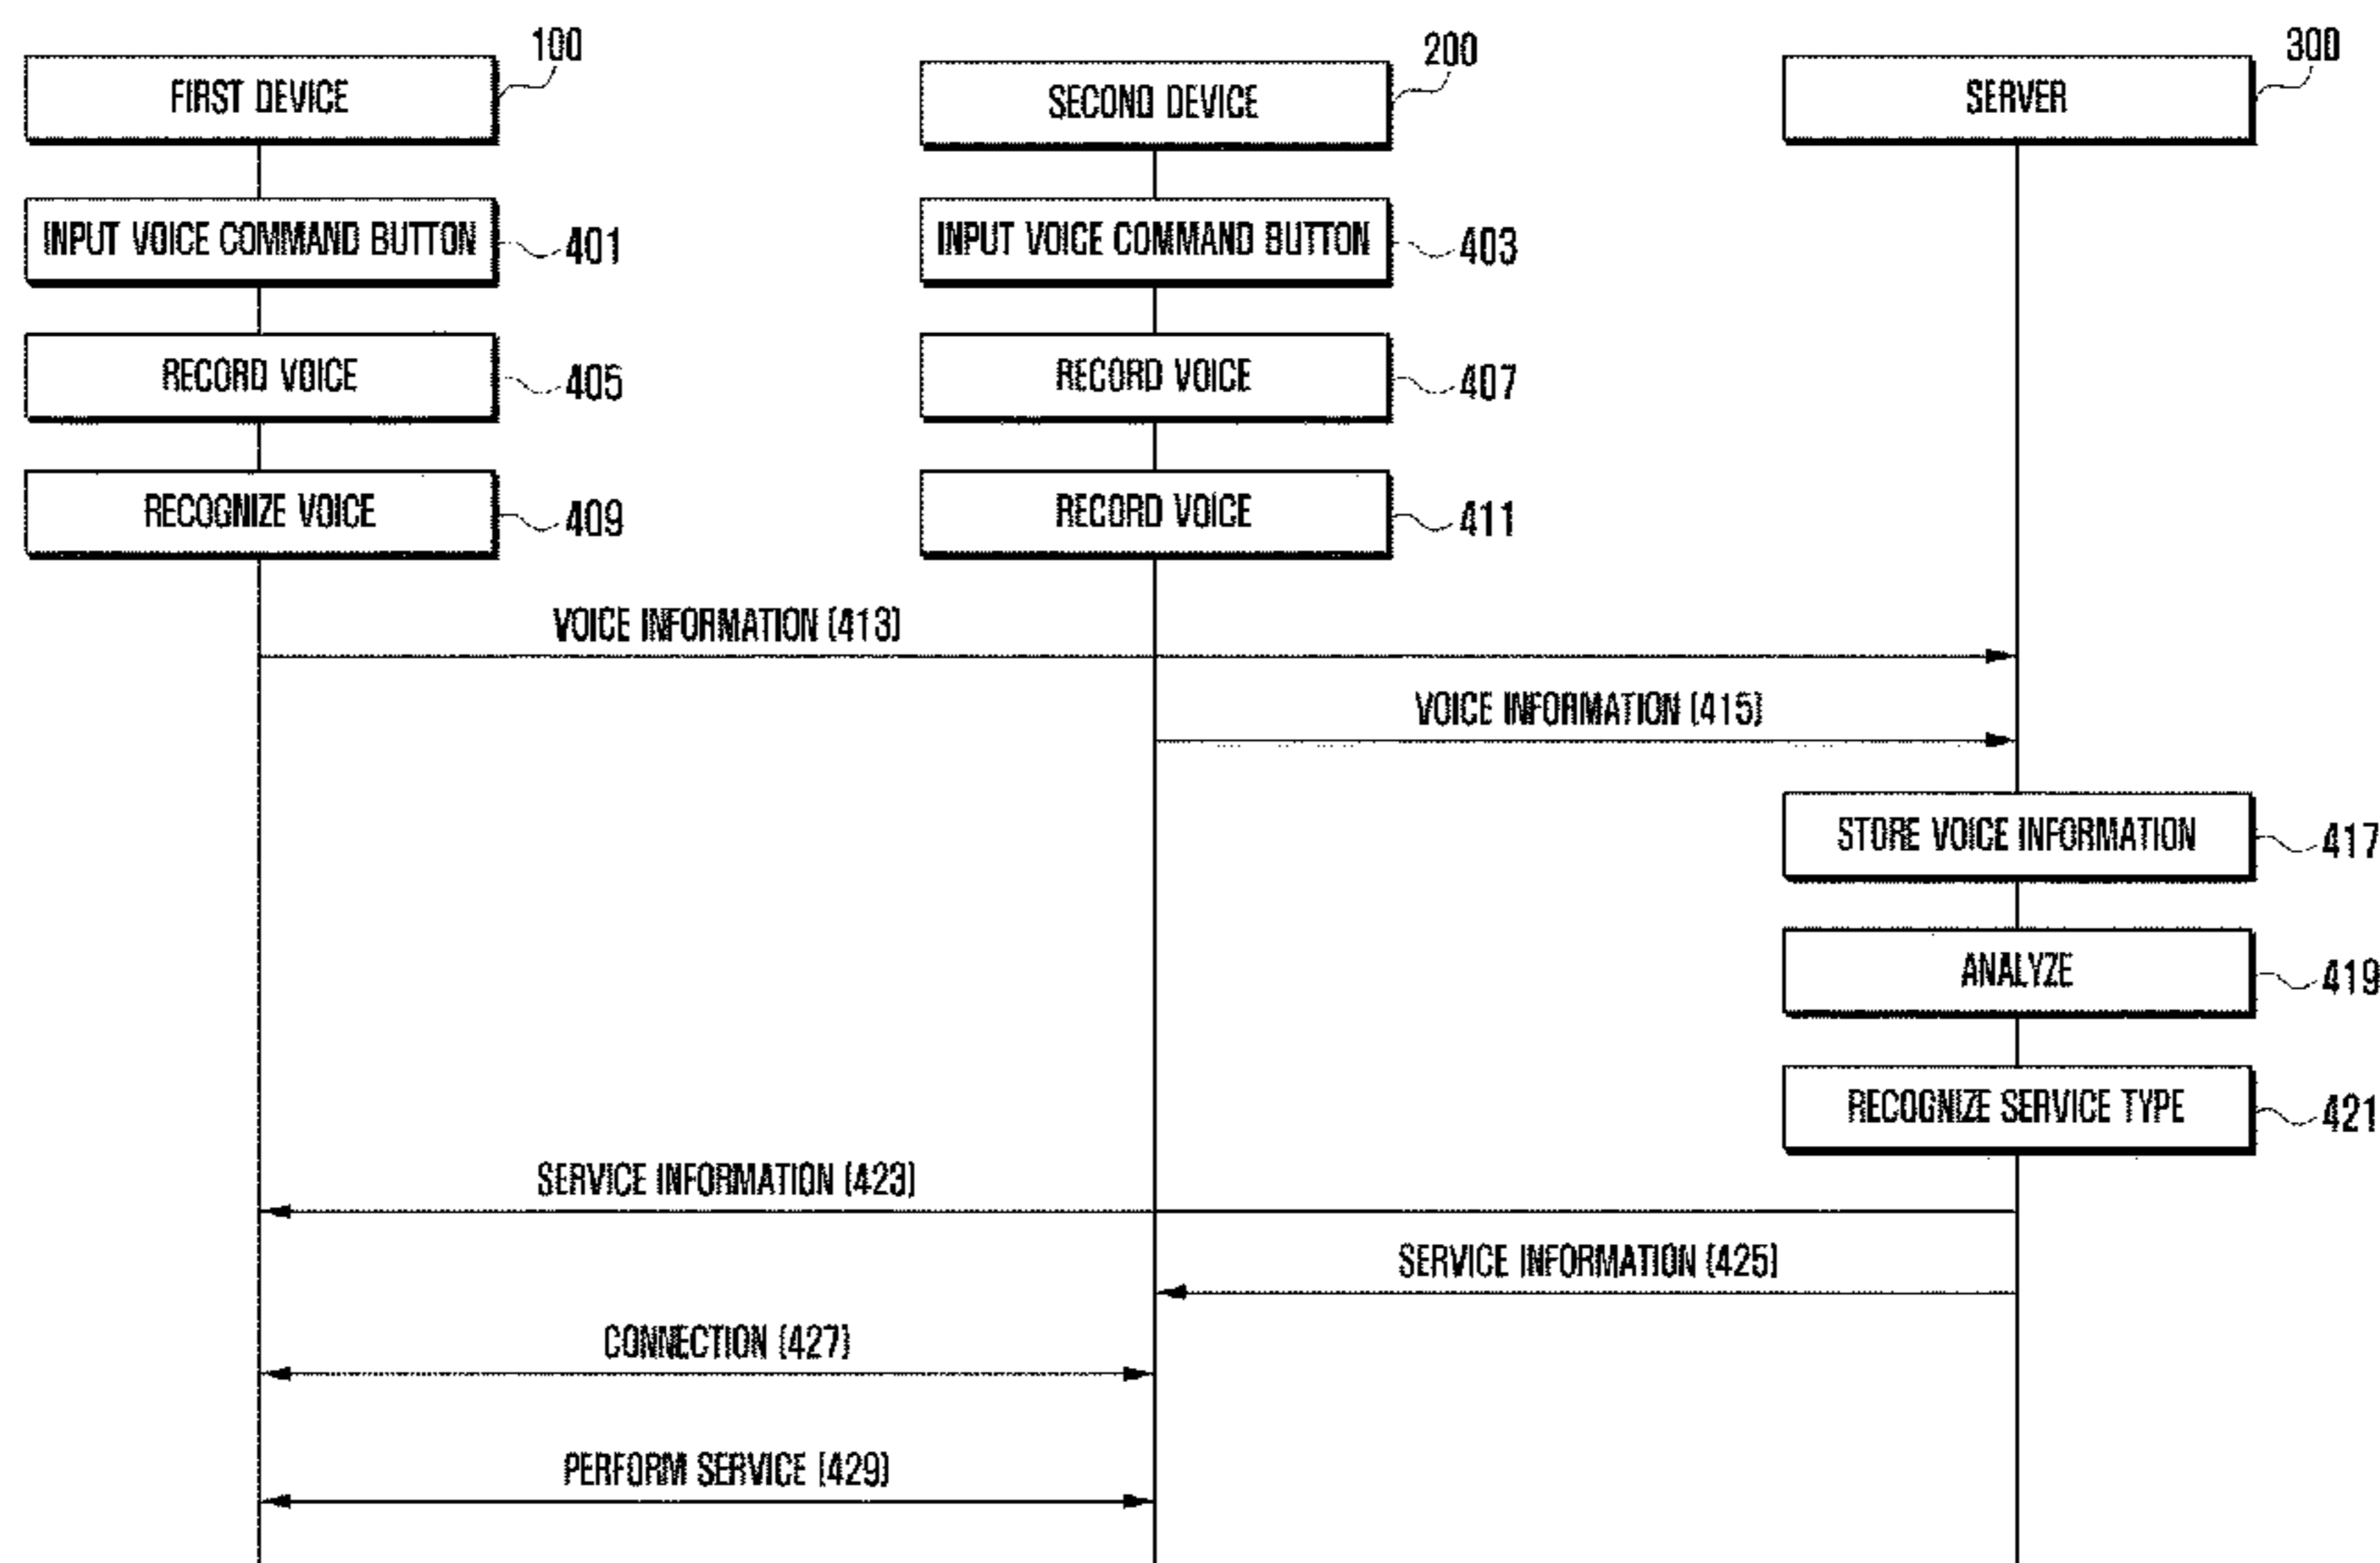 100
200
300
FIRST DEVICE
SECOND DEVICE
SERVER
INPUT VOICE COMMAND BUTTON
401
INPUT VOICE COMMAND BUTTON
403
RECORD VOICE
405
RECORD VOICE
407
RECOGNIZE VOICE
409
RECORD VOICE
411
VOICE INFORMATION (413)
VOICE INFORMATION (415)
STORE VOICE INFORMATION
417
ANALYZE
419
RECOGNIZE SERVICE TYPE
421
SERVICE INFORMATION (423)
SERVICE INFORMATION (425)
CONNECTION (427)
PERFORM SERVICE (429)